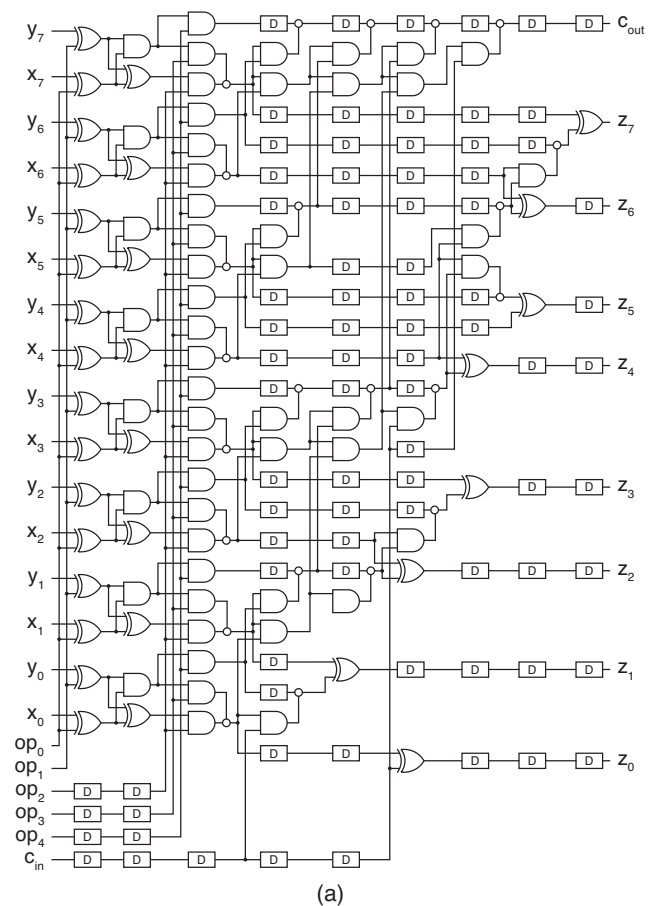 y7 D D D D D D cout
x7
D D D D
y6 z7
D D D D
x6 D D D
y5 D D D D D z6
x5 D D
D D D D
y4 D z5
D D D D
x4 D D D D D z4
y3 D D D
x3 D
D D D
y2 D D z3
D D D
x2 D D
y1 D D D D D z2
x1
D
y0 D D D D z1
D
x0
op0 D D
D D D z0
op1
op2 D D
op3 D D
op4 D D
cin D D D D D
(a)